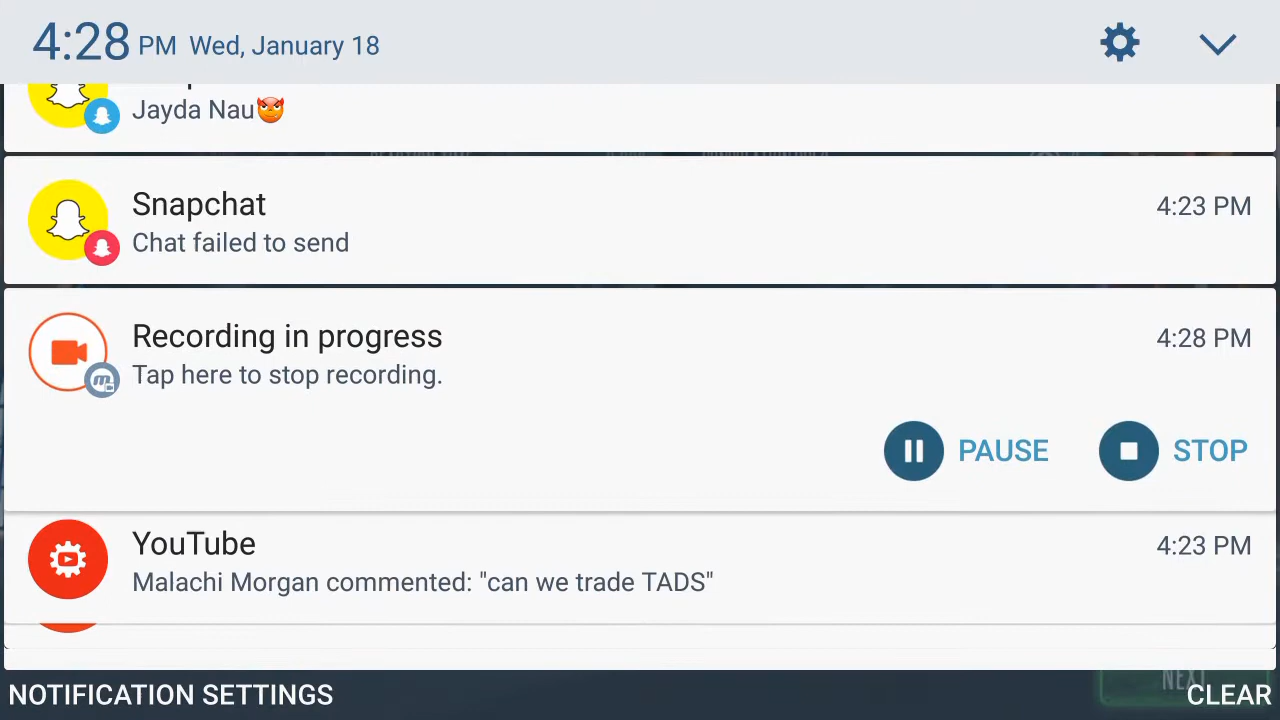 4:28 PM Wed, January 18
Jayda Nau😈
Snapchat 4:23 PM
Chat failed to send
Recording in progress 4:28 PM
Tap here to stop recording.
PAUSE STOP
YouTube 4:23 PM
Malachi Morgan commented: "can we trade TADS"
NEXT
NOTIFICATION SETTINGS CLEAR